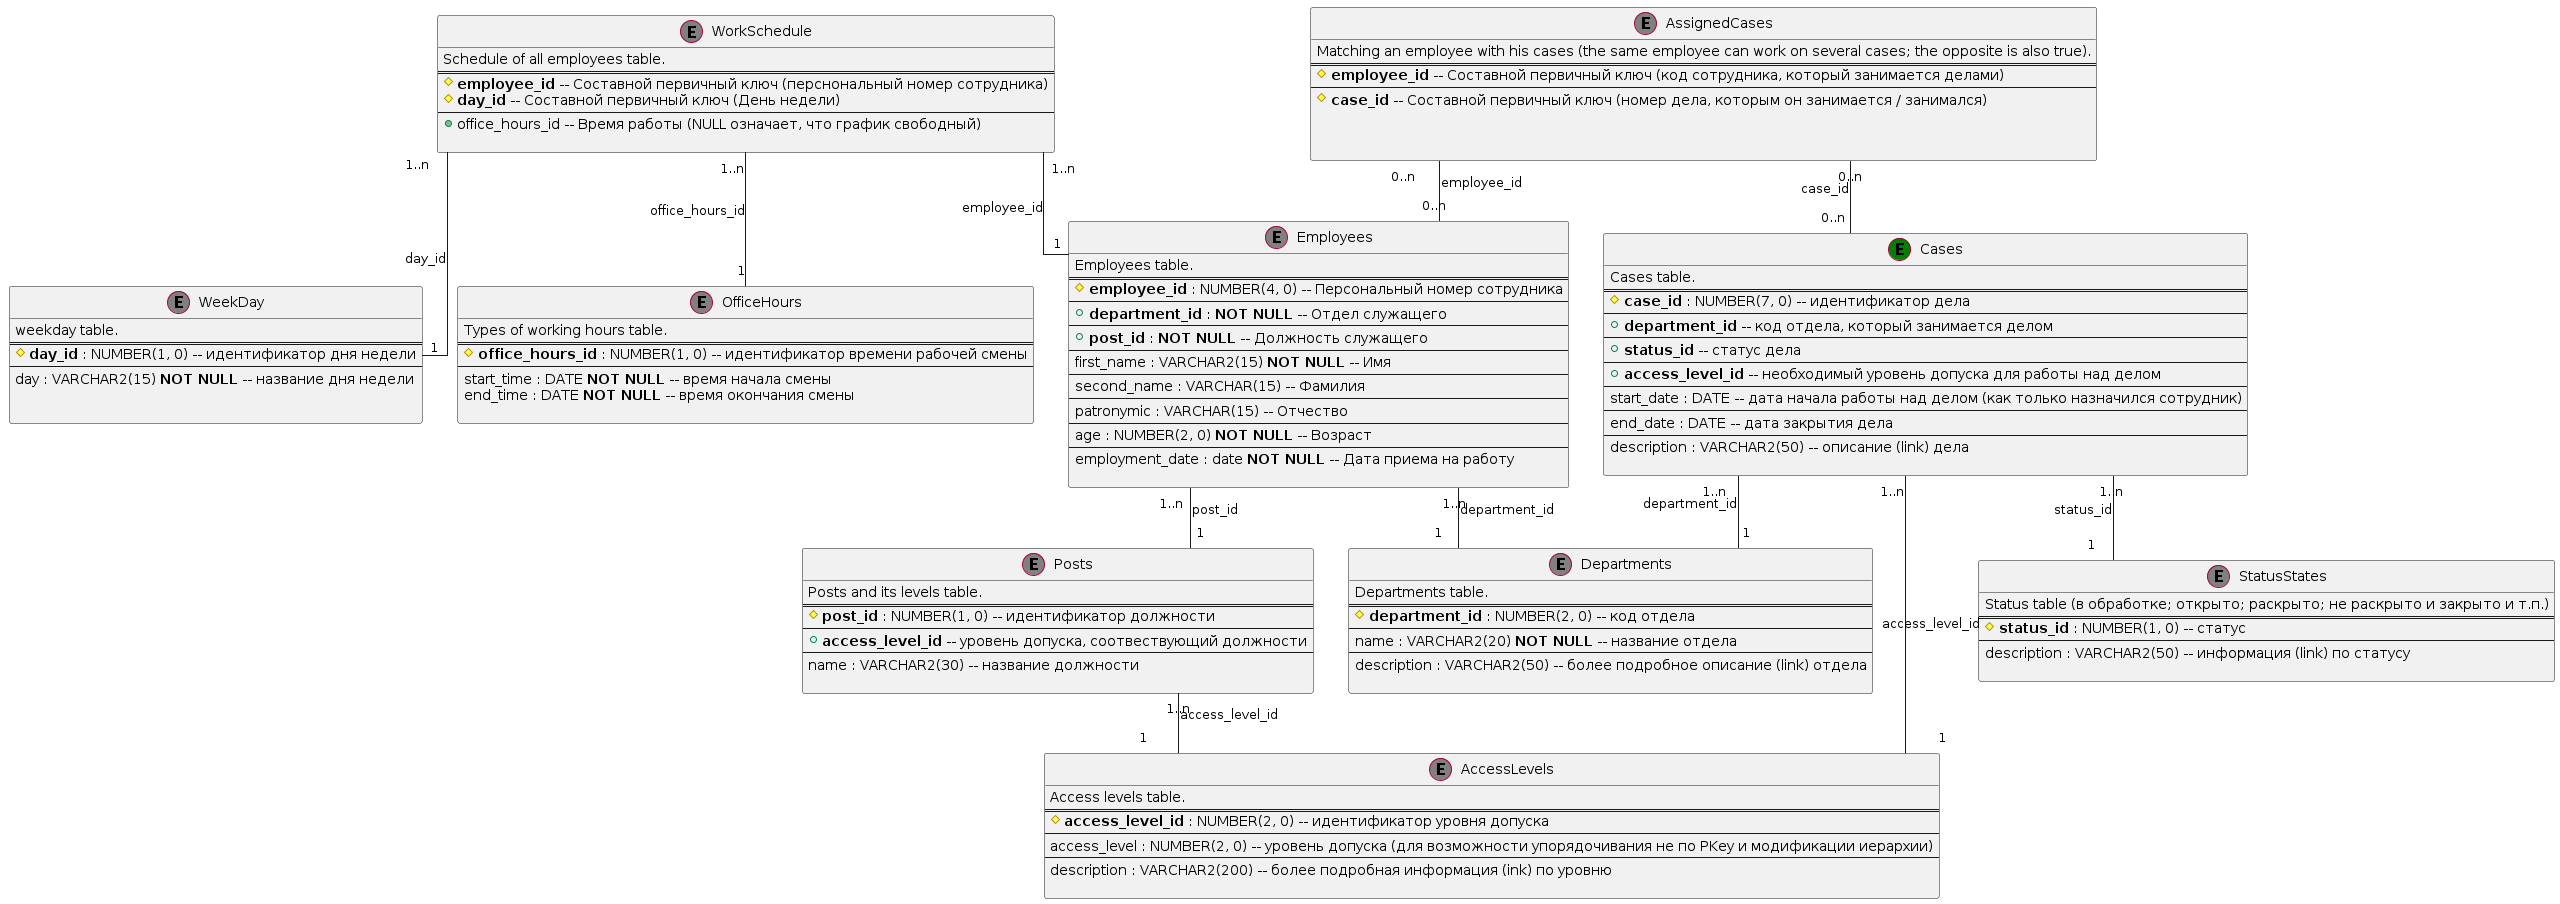 E WorkSchedule
Schedule of all employees table.
employee_id -- Составной первичный ключ (перснональный номер сотрудника)
day_id -- Составной первичный ключ (День недели)
office_hours_id -- Время работы (NULL означает, что график свободный)
E AssignedCases
Matching an employee with his cases (the same employee can work on several cases; the opposite is also true).
employee_id -- Составной первичный ключ (код сотрудника, который занимается делами)
case_id -- Составной первичный ключ (номер дела, которым он занимается / занимался)
1..n
1..n
1..n
0..n
0..n
employee_id
case_id
office_hours_id
employee_id
0..n
0..n
day_id
1
1
1
E WeekDay
weekday table.
day_id : NUMBER(1, 0) -- идентификатор дня недели
day : VARCHAR2(15) NOT NULL -- название дня недели
E OfficeHours
Types of working hours table.
office_hours_id : NUMBER(1, 0) -- идентификатор времени рабочей смены
start_time : DATE NOT NULL -- время начала смены
end_time : DATE NOT NULL -- время окончания смены
E Employees
Employees table.
employee_id : NUMBER(4, 0) -- Персональный номер сотрудника
department_id : NOT NULL -- Отдел служащего
post_id : NOT NULL -- Должность служащего
first_name : VARCHAR2(15) NOT NULL -- Имя
second_name : VARCHAR(15) -- Фамилия
patronymic : VARCHAR(15) -- Отчество
age : NUMBER(2, 0) NOT NULL -- Возраст
employment_date : date NOT NULL -- Дата приема на работу
E Cases
Cases table.
case_id : NUMBER(7, 0) -- идентификатор дела
department_id -- код отдела, который занимается делом
status_id -- статус дела
access_level_id -- необходимый уровень допуска для работы над делом
start_date : DATE -- дата начала работы над делом (как только назначился сотрудник)
end_date : DATE -- дата закрытия дела
description : VARCHAR2(50) -- описание (link) дела
1..n
1..n
1..n
1..n
1..n
post_id
department_id
department_id
status_id
1
1
1
1
E Posts
Posts and its levels table.
post_id : NUMBER(1, 0) -- идентификатор должности
access_level_id -- уровень допуска, соотвествующий должности
name : VARCHAR2(30) -- название должности
E Departments
Departments table.
department_id : NUMBER(2, 0) -- код отдела
name : VARCHAR2(20) NOT NULL -- название отдела
description : VARCHAR2(50) -- более подробное описание (link) отдела
access_level_id
E StatusStates
Status table (в обработке; открыто; раскрыто; не раскрыто и закрыто и т.п.)
status_id : NUMBER(1, 0) -- статус
description : VARCHAR2(50) -- информация (link) по статусу
1..n
access_level_id
1
1
E AccessLevels
Access levels table.
access_level_id : NUMBER(2, 0) -- идентификатор уровня допуска
access_level : NUMBER(2, 0) -- уровень допуска (для возможности упорядочивания не по PKey и модификации иерархии)
description : VARCHAR2(200) -- более подробная информация (ink) по уровню